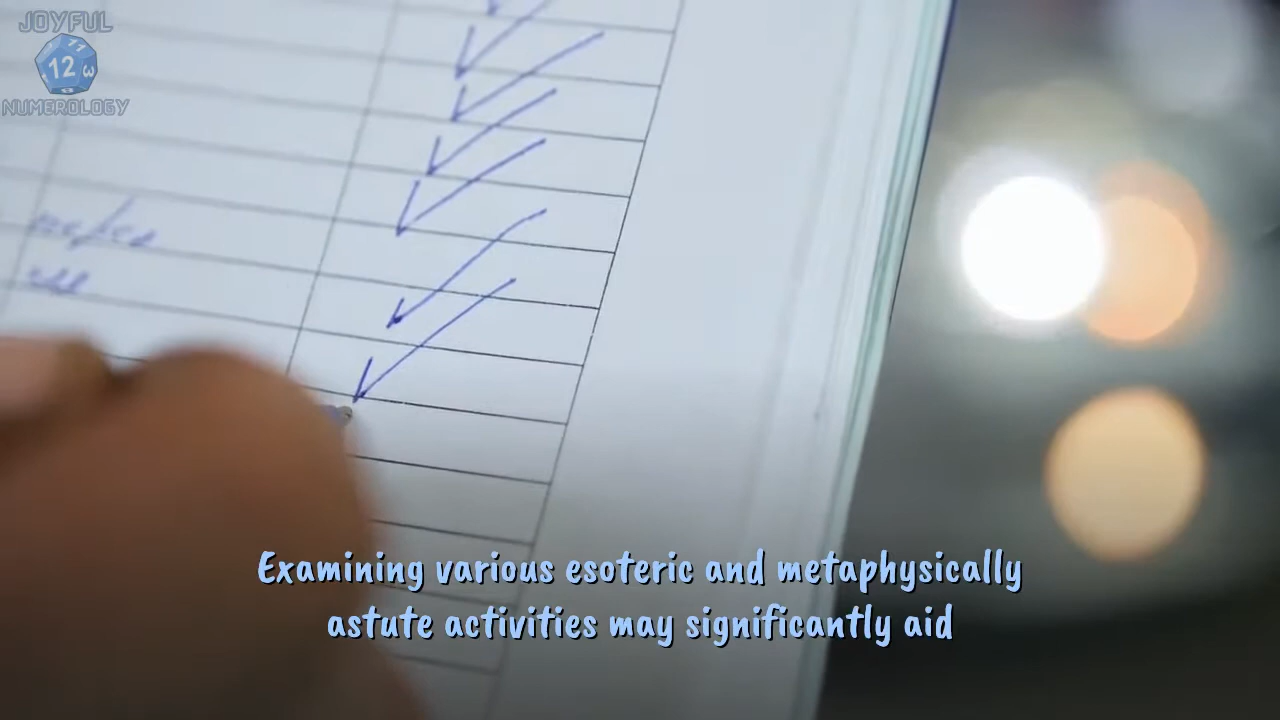 JOYFUL
12
NUMEROLOGY
Examining various esoteric and metaphysically
astute activities may significantly aid